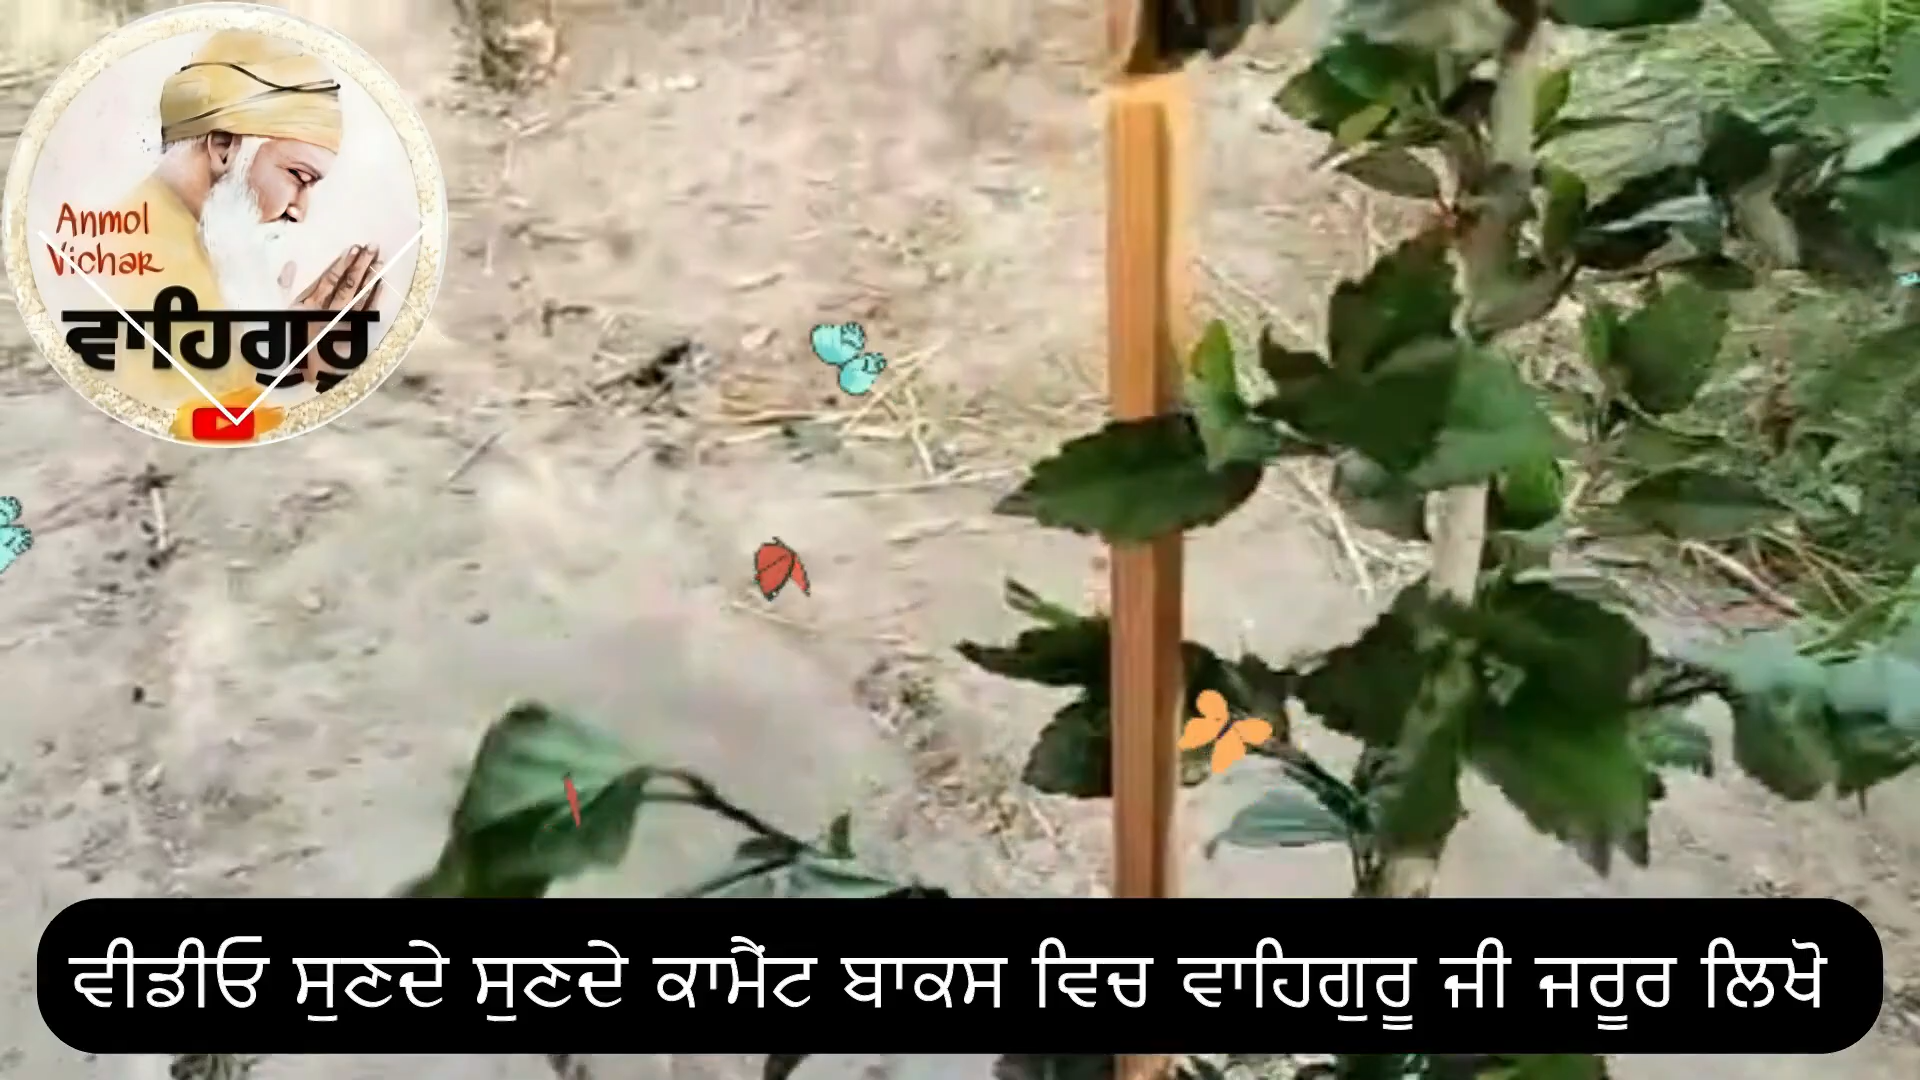 Anmol
Vichar
ਵਾਹਿਗੁਰੂ
ਵੀਡੀਓ ਸੁਣਦੇ ਸੁਣਦੇ ਕਾਮੈਂਟ ਬਾਕਸ ਵਿਚ ਵਾਹਿਗੁਰੂ ਜੀ ਜਰੂਰ ਲਿਖੋ